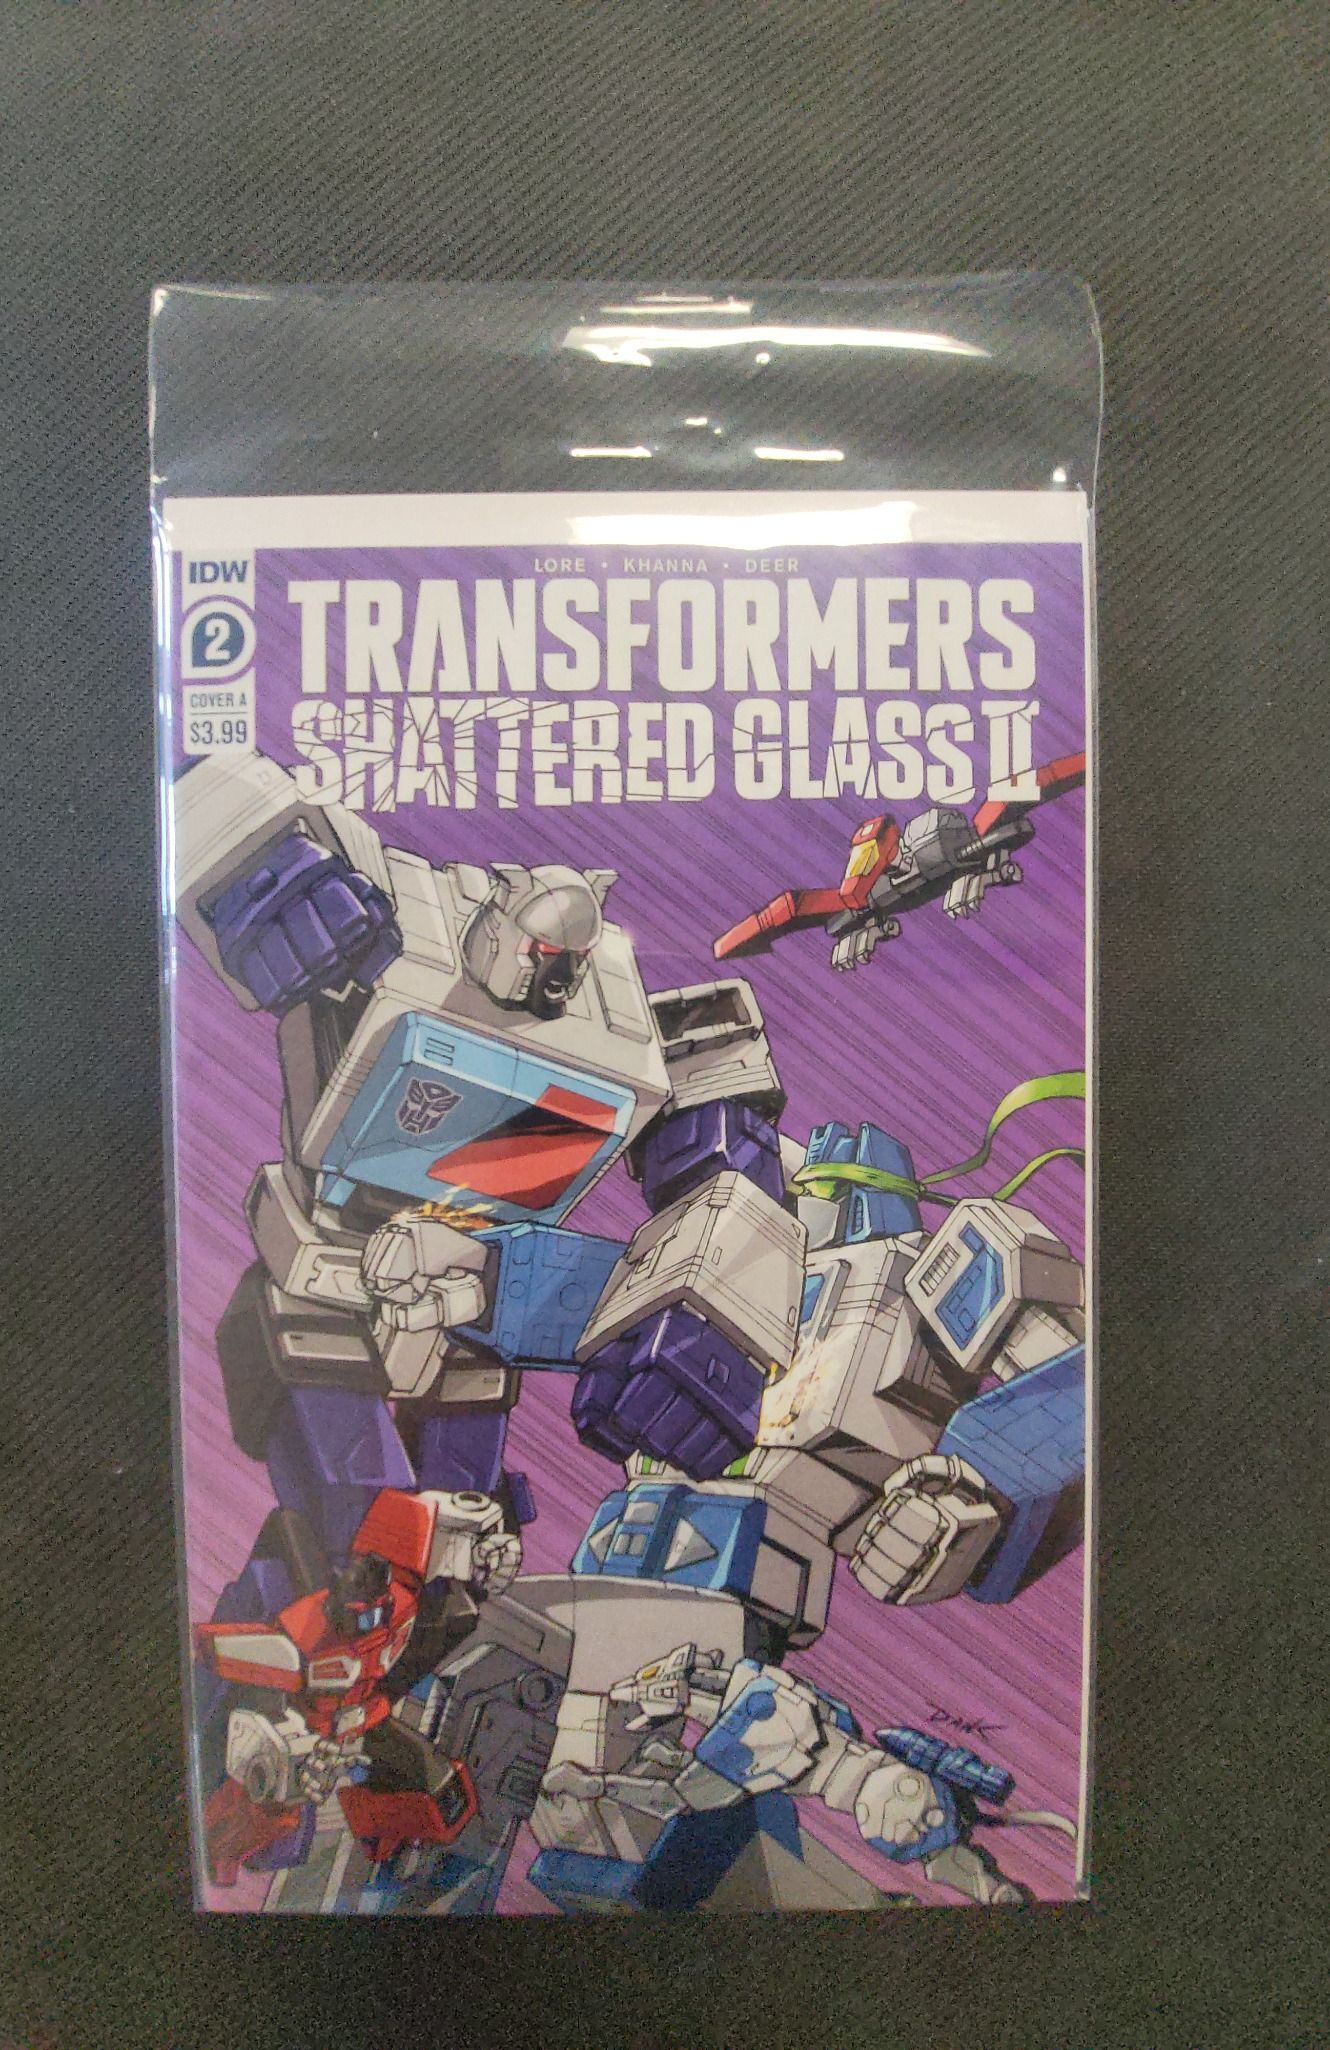 LORE • KHANNA • DEER
IDW
TRANSFORMERS
2
SHATTERED GLASS II
COVER A
$3.99